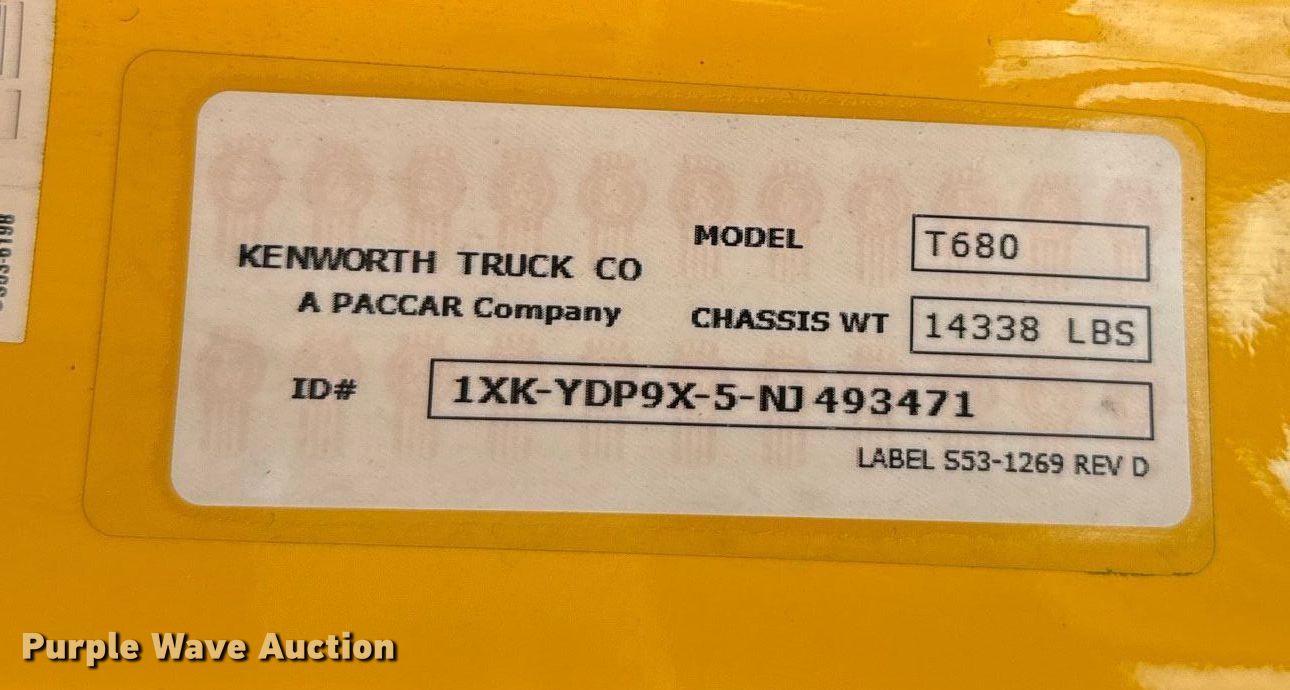 KENWORTH TRUCK CO
A PACCAR Company
MODEL T680
CHASSIS WT 14338 LBS
ID# 1XK-YDP9X-5-NJ493471
LABEL S53-1269 REV D
Purple Wave Auction